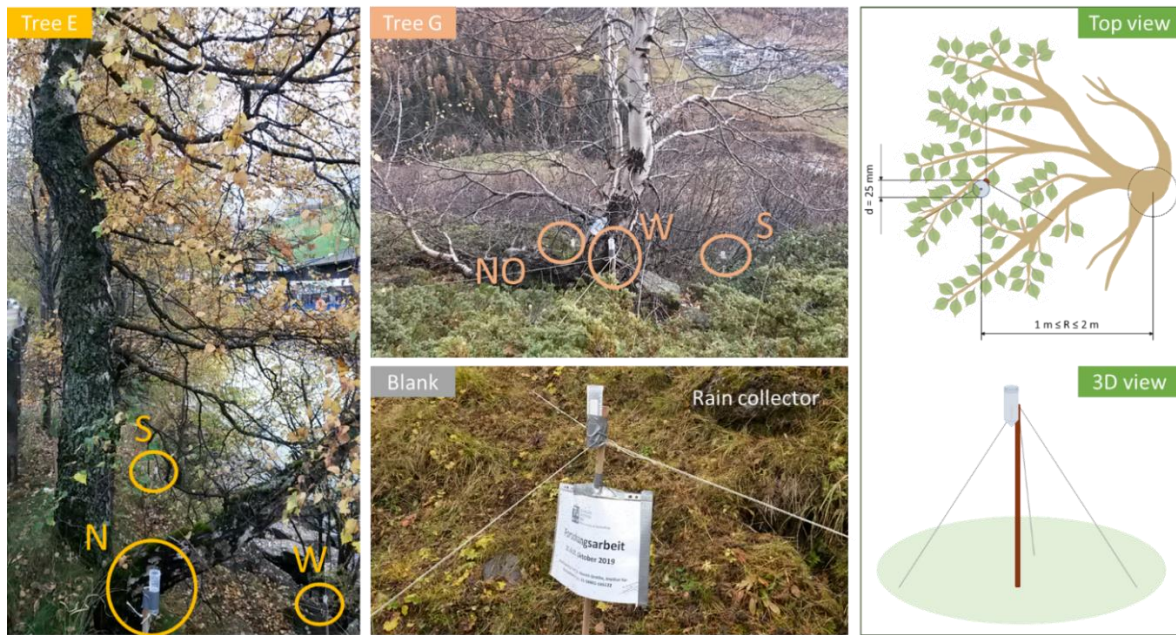 Tree E
S
N
W
Tree G
NO
W
S
Blank
Rain collector
Forschungsarbeit
Oktober 2019
Top view
d = 25 mm
1 m ≤ R ≤ 2 m
3D view